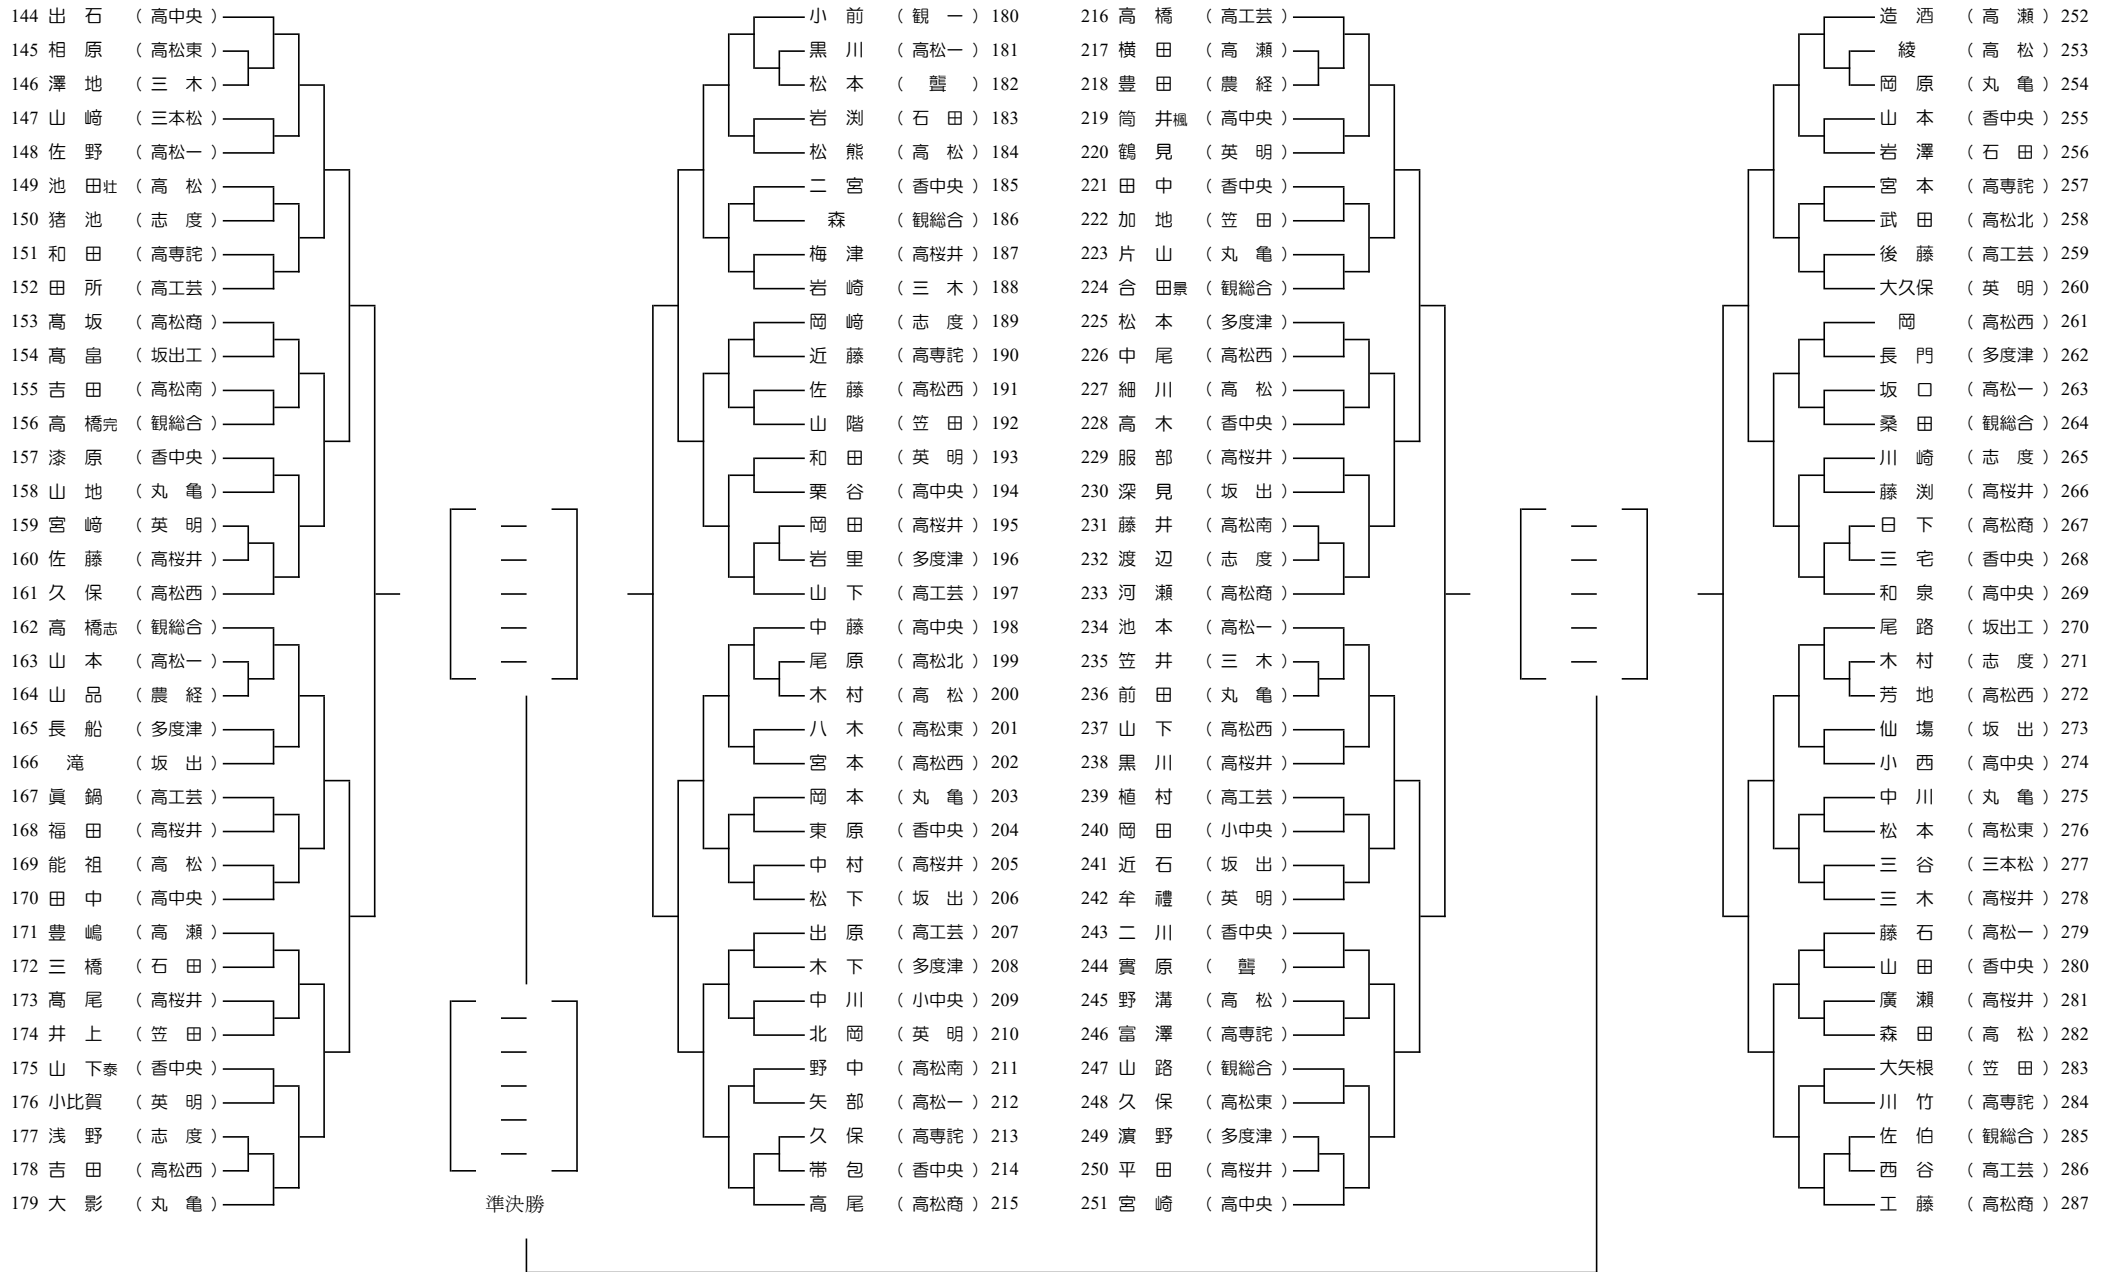 144 出 石 （ 高中央 ）
145 相 原 （ 高松東 ）
146 澤 地 （ 三 木 ）
147 山 﨑 （ 三本松 ）
148 佐 野 （ 高松一 ）
149 池 田壮 （ 高 松 ）
150 猪 池 （ 志 度 ）
151 和 田 （ 高専詫 ）
152 田 所 （ 高工芸 ）
153 髙 坂 （ 高松商 ）
154 髙 畠 （ 坂出工 ）
155 吉 田 （ 高松南 ）
156 高 橋完 （ 観総合 ）
157 漆 原 （ 香中央 ）
158 山 地 （ 丸 亀 ）
159 宮 﨑 （ 英 明 ）
160 佐 藤 （ 高桜井 ）
161 久 保 （ 高松西 ）
162 高 橋志 （ 観総合 ）
163 山 本 （ 高松一 ）
164 山 品 （ 農 経 ）
165 長 船 （ 多度津 ）
166 滝 （ 坂 出 ）
167 眞 鍋 （ 高工芸 ）
168 福 田 （ 高桜井 ）
169 能 祖 （ 高 松 ）
170 田 中 （ 高中央 ）
171 豊 嶋 （ 高 瀬 ）
172 三 橋 （ 石 田 ）
173 髙 尾 （ 高桜井 ）
174 井 上 （ 笠 田 ）
175 山 下泰 （ 香中央 ）
176 小比賀 （ 英 明 ）
177 浅 野 （ 志 度 ）
178 吉 田 （ 高松西 ）
179 大 影 （ 丸 亀 ）
準決勝
小 前 （ 観 一 ） 180
黒 川 （ 高松一 ） 181
松 本 （ 聾 ） 182
岩 渕 （ 石 田 ） 183
松 熊 （ 高 松 ） 184
二 宮 （ 香中央 ） 185
森 （ 観総合 ） 186
梅 津 （ 高桜井 ） 187
岩 崎 （ 三 木 ） 188
岡 﨑 （ 志 度 ） 189
近 藤 （ 高専詫 ） 190
佐 藤 （ 高松西 ） 191
山 階 （ 笠 田 ） 192
和 田 （ 英 明 ） 193
栗 谷 （ 高中央 ） 194
岡 田 （ 高桜井 ） 195
岩 里 （ 多度津 ） 196
山 下 （ 高工芸 ） 197
中 藤 （ 高中央 ） 198
尾 原 （ 高松北 ） 199
木 村 （ 高 松 ） 200
八 木 （ 高松東 ） 201
宮 本 （ 高松西 ） 202
岡 本 （ 丸 亀 ） 203
東 原 （ 香中央 ） 204
中 村 （ 高桜井 ） 205
松 下 （ 坂 出 ） 206
出 原 （ 高工芸 ） 207
木 下 （ 多度津 ） 208
中 川 （ 小中央 ） 209
北 岡 （ 英 明 ） 210
野 中 （ 高松南 ） 211
矢 部 （ 高松一 ） 212
久 保 （ 高専詫 ） 213
帯 包 （ 香中央 ） 214
高 尾 （ 高松商 ） 215
216 高 橋 （ 高工芸 ）
217 横 田 （ 高 瀬 ）
218 豊 田 （ 農 経 ）
219 筒 井楓 （ 高中央 ）
220 鶴 見 （ 英 明 ）
221 田 中 （ 香中央 ）
222 加 地 （ 笠 田 ）
223 片 山 （ 丸 亀 ）
224 合 田景 （ 観総合 ）
225 松 本 （ 多度津 ）
226 中 尾 （ 高松西 ）
227 細 川 （ 高 松 ）
228 高 木 （ 香中央 ）
229 服 部 （ 高桜井 ）
230 深 見 （ 坂 出 ）
231 藤 井 （ 高松南 ）
232 渡 辺 （ 志 度 ）
233 河 瀬 （ 高松商 ）
234 池 本 （ 高松一 ）
235 笠 井 （ 三 木 ）
236 前 田 （ 丸 亀 ）
237 山 下 （ 高松西 ）
238 黒 川 （ 高桜井 ）
239 植 村 （ 高工芸 ）
240 岡 田 （ 小中央 ）
241 近 石 （ 坂 出 ）
242 牟 禮 （ 英 明 ）
243 二 川 （ 香中央 ）
244 實 原 （ 聾 ）
245 野 溝 （ 高 松 ）
246 富 澤 （ 高専詫 ）
247 山 路 （ 観総合 ）
248 久 保 （ 高松東 ）
249 濵 野 （ 多度津 ）
250 平 田 （ 高桜井 ）
251 宮 崎 （ 高中央 ）
造 酒 （ 高 瀬 ） 252
綾 （ 高 松 ） 253
岡 原 （ 丸 亀 ） 254
山 本 （ 香中央 ） 255
岩 澤 （ 石 田 ） 256
宮 本 （ 高専詫 ） 257
武 田 （ 高松北 ） 258
後 藤 （ 高工芸 ） 259
大久保 （ 英 明 ） 260
岡 （ 高松西 ） 261
長 門 （ 多度津 ） 262
坂 口 （ 高松一 ） 263
桑 田 （ 観総合 ） 264
川 崎 （ 志 度 ） 265
藤 渕 （ 高桜井 ） 266
日 下 （ 高松商 ） 267
三 宅 （ 香中央 ） 268
和 泉 （ 高中央 ） 269
尾 路 （ 坂出工 ） 270
木 村 （ 志 度 ） 271
芳 地 （ 高松西 ） 272
仙 塲 （ 坂 出 ） 273
小 西 （ 高中央 ） 274
中 川 （ 丸 亀 ） 275
松 本 （ 高松東 ） 276
三 谷 （ 三本松 ） 277
三 木 （ 高桜井 ） 278
藤 石 （ 高松一 ） 279
山 田 （ 香中央 ） 280
廣 瀨 （ 高桜井 ） 281
森 田 （ 高 松 ） 282
大矢根 （ 笠 田 ） 283
川 竹 （ 高専詫 ） 284
佐 伯 （ 観総合 ） 285
西 谷 （ 高工芸 ） 286
工 藤 （ 高松商 ） 287